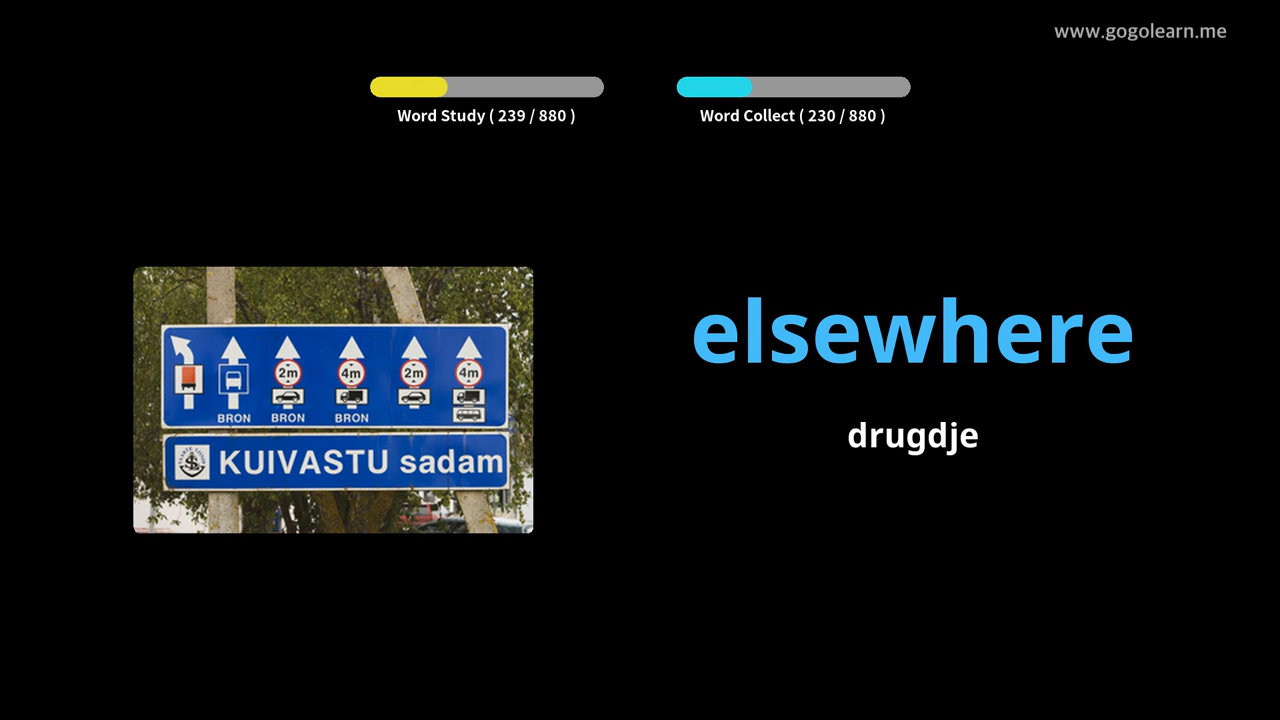 www.gogolearn.me
Word Study ( 239 / 880 )
Word Collect ( 230 / 880 )
elsewhere
drugdje
2m 4m 2m 4m
BRON BRON BRON
KUIVASTU sadam